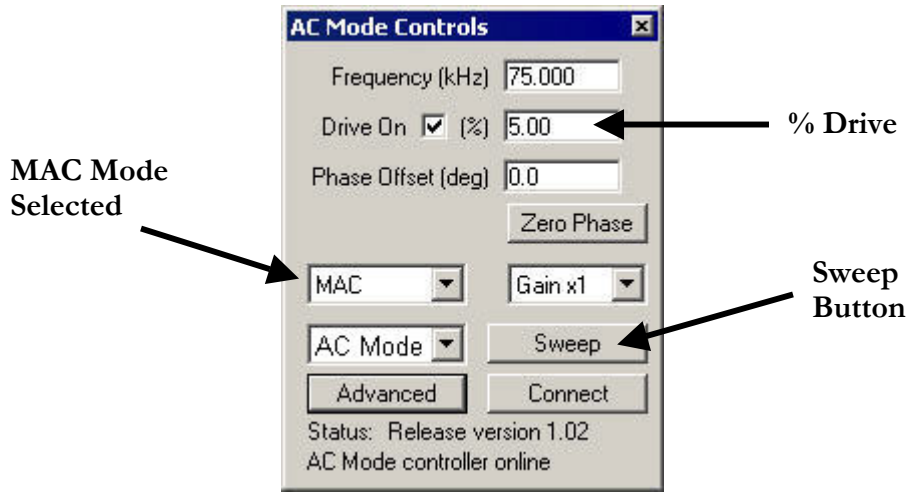 AC Mode Controls
Frequency (kHz) 75.000
Drive On (%) 5.00
% Drive
Phase Offset (deg) 0.0
MAC Mode
Selected
Zero Phase
MAC Gain x1
Sweep
Button
AC Mode Sweep
Advanced Connect
Status: Release version 1.02
AC Mode controller online